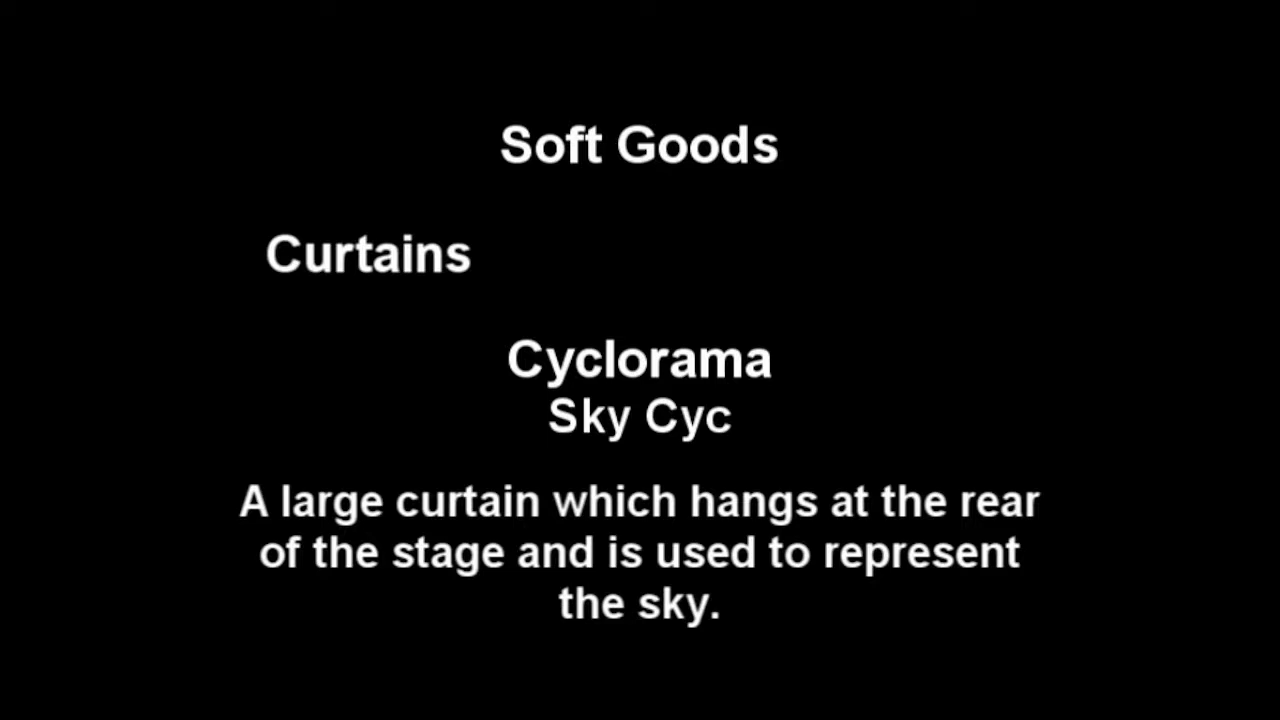 Soft Goods
Curtains
Cyclorama
Sky Cyc
A large curtain which hangs at the rear
of the stage and is used to represent
the sky.